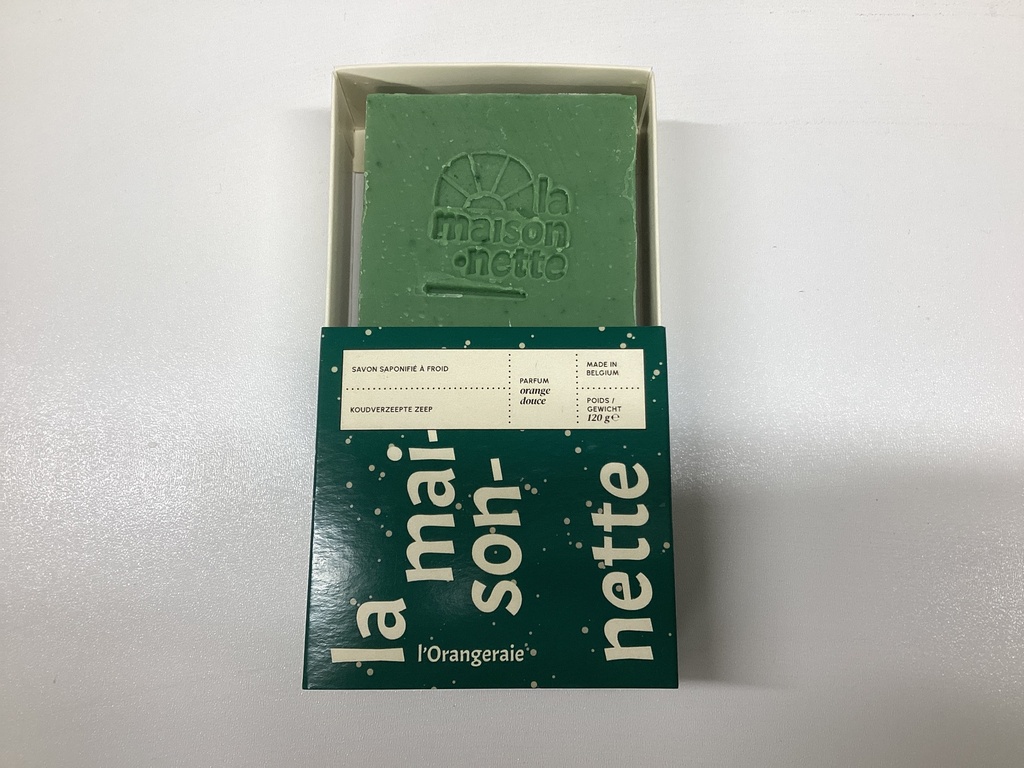 la
maison
nette
SAVON SAPONIFIÉ À FROID
KOUDVERZEEPTE ZEEP
PARFUM
orange
douce
MADE IN
BELGIUM
POIDS /
GEWICHT
120 g ℮
la mai-
son-
nette
l'Orangeraie